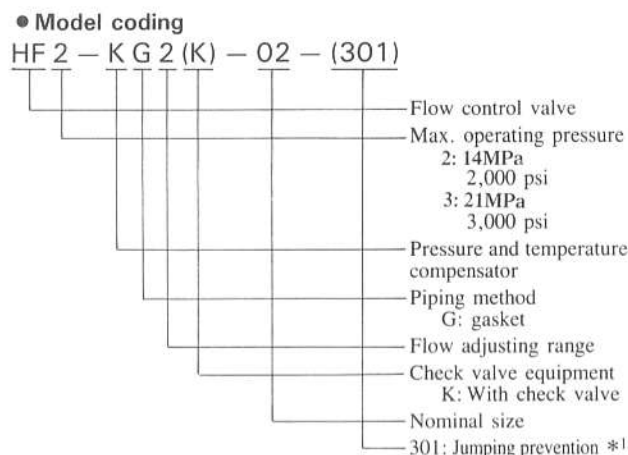 ● Model coding
HF 2 – K G 2 (K) – 02 – (301)
Flow control valve
Max. operating pressure
2: 14MPa
2,000 psi
3: 21MPa
3,000 psi
Pressure and temperature
compensator
Piping method
G: gasket
Flow adjusting range
Check valve equipment
K: With check valve
Nominal size
301: Jumping prevention *1